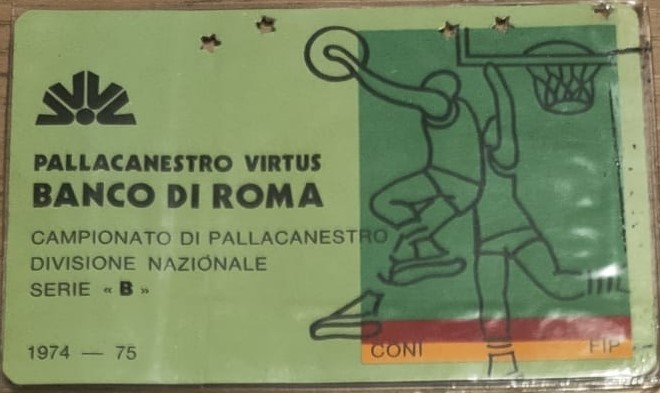 PALLACANESTRO VIRTUS
BANCO DI ROMA
CAMPIONATO DI PALLACANESTRO
DIVISIONE NAZIONALE
SERIE « B »
1974 — 75
CONI
FIP